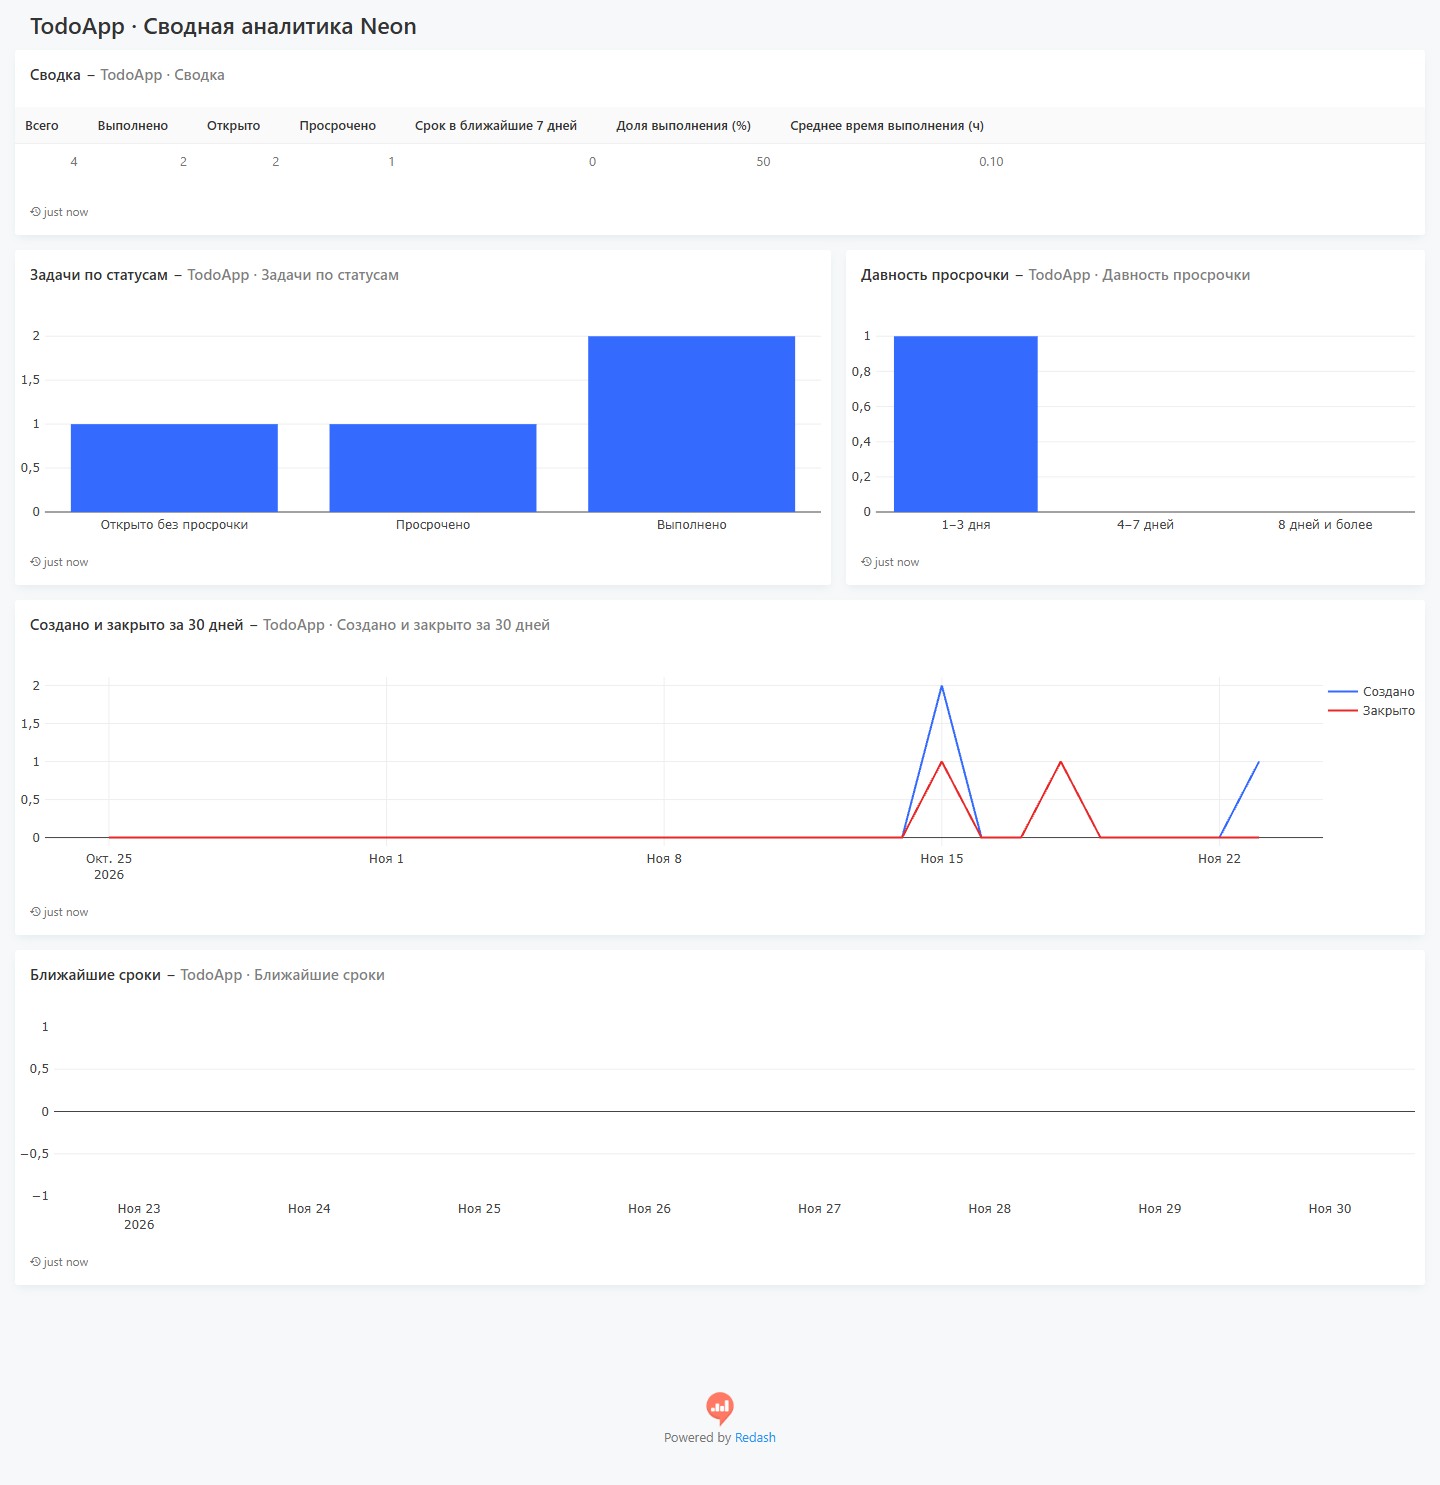 TodoApp · Сводная аналитика Neon
Сводка – TodoApp · Сводка
Всего Выполнено Открыто Просрочено Срок в ближайшие 7 дней Доля выполнения (%) Среднее время выполнения (ч)
4 2 2 1 0 50 0.10
just now
Задачи по статусам – TodoApp · Задачи по статусам
2
1,5
1
0,5
0
Открыто без просрочки Просрочено Выполнено
just now
Давность просрочки – TodoApp · Давность просрочки
1
0,8
0,6
0,4
0,2
0
1–3 дня 4–7 дней 8 дней и более
just now
Создано и закрыто за 30 дней – TodoApp · Создано и закрыто за 30 дней
2
1,5
1
0,5
0
Создано
Закрыто
Окт. 25 Ноя 1 Ноя 8 Ноя 15 Ноя 22
2026
just now
Ближайшие сроки – TodoApp · Ближайшие сроки
1
0,5
0
−0,5
−1
Ноя 23 Ноя 24 Ноя 25 Ноя 26 Ноя 27 Ноя 28 Ноя 29 Ноя 30
2026
just now
Powered by Redash